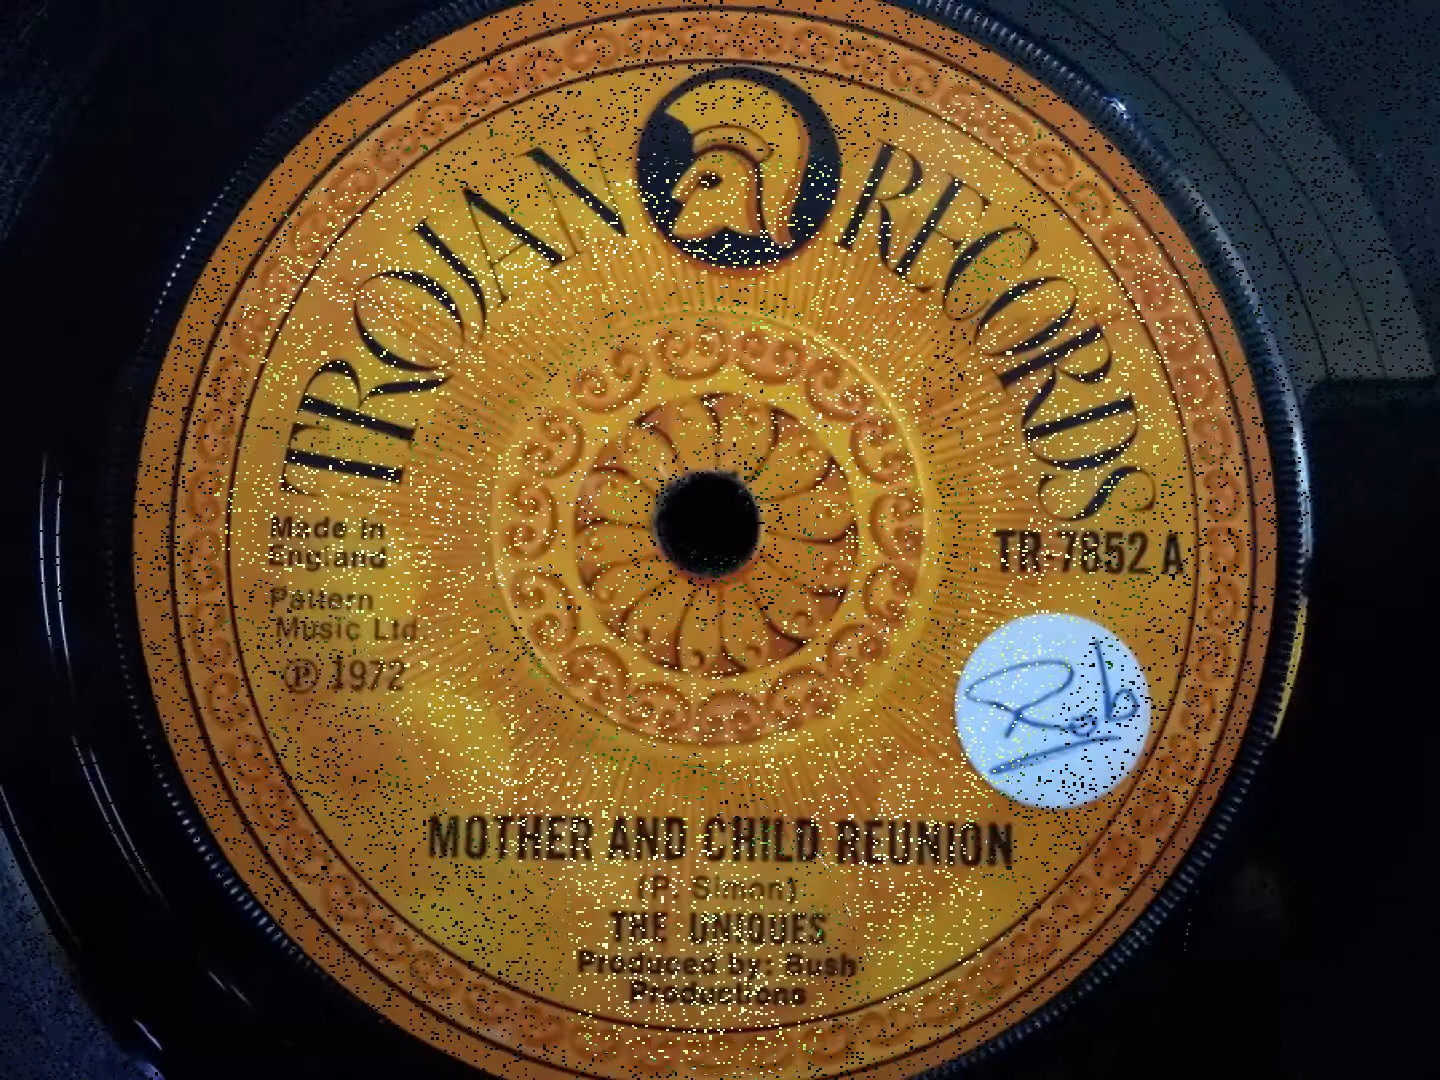 TROJAN RECORDS
Made in
England
Pattern
Music Ltd
℗ 1972
TR-7852 A
Rob
MOTHER AND CHILD REUNION
(P. Simon)
THE UNIQUES
Produced by: Bush
Productions